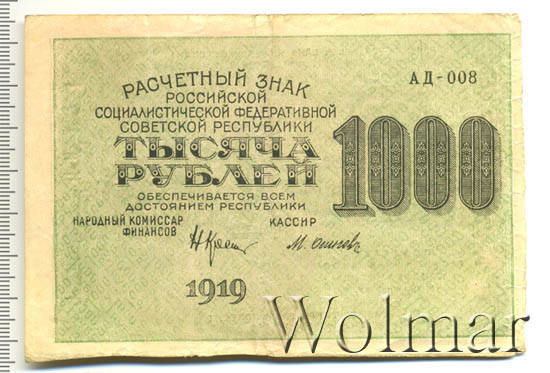 РАСЧЕТНЫЙ ЗНАК
РОССИЙСКОЙ
СОЦИАЛИСТИЧЕСКОЙ ФЕДЕРАТИВНОЙ
СОВЕТСКОЙ РЕСПУБЛИКИ
ТЫСЯЧА
РУБЛЕЙ
ОБЕСПЕЧИВАЕТСЯ ВСЕМ
ДОСТОЯНИЕМ РЕСПУБЛИКИ
НАРОДНЫЙ КОМИССАР
ФИНАНСОВ
КАССИР
1919
АД-008
1000
Wolmar